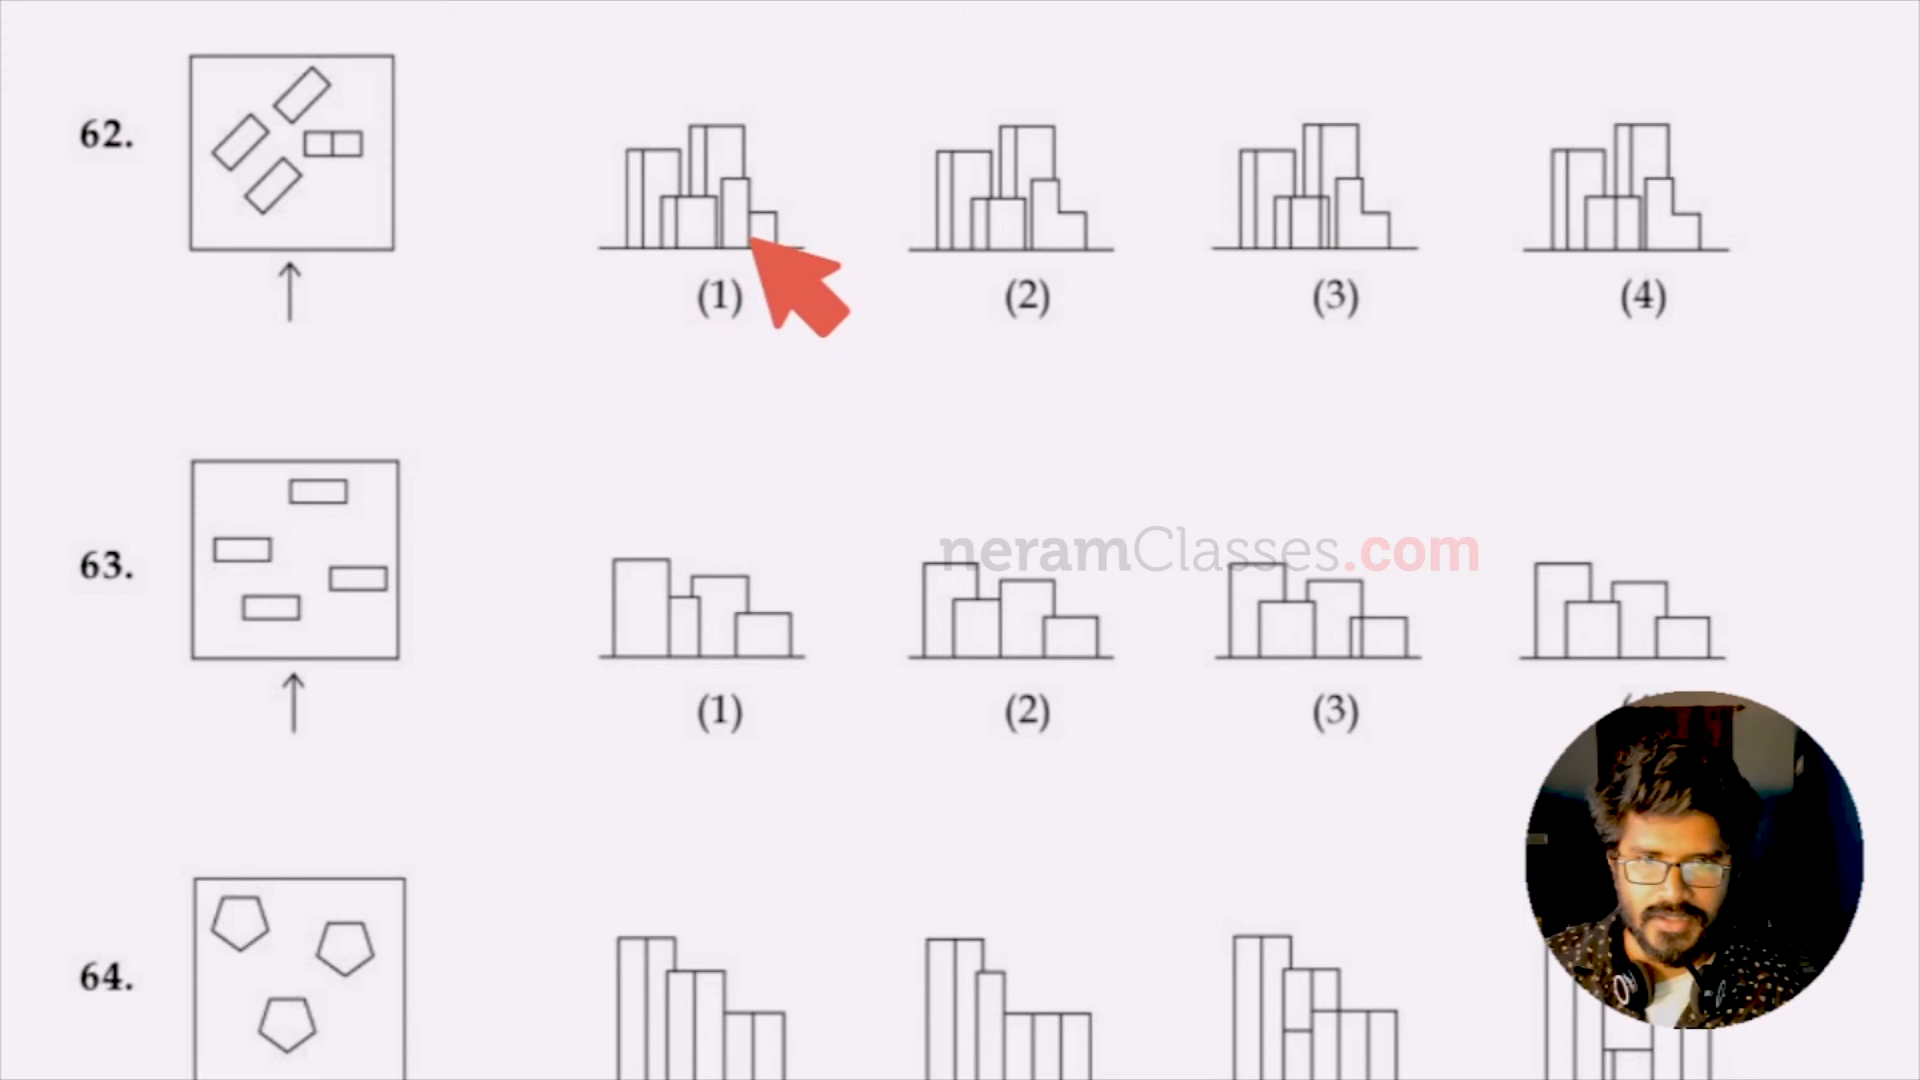 62.
(1) (2) (3) (4)
neramClasses.com
63.
(1) (2) (3)
64.